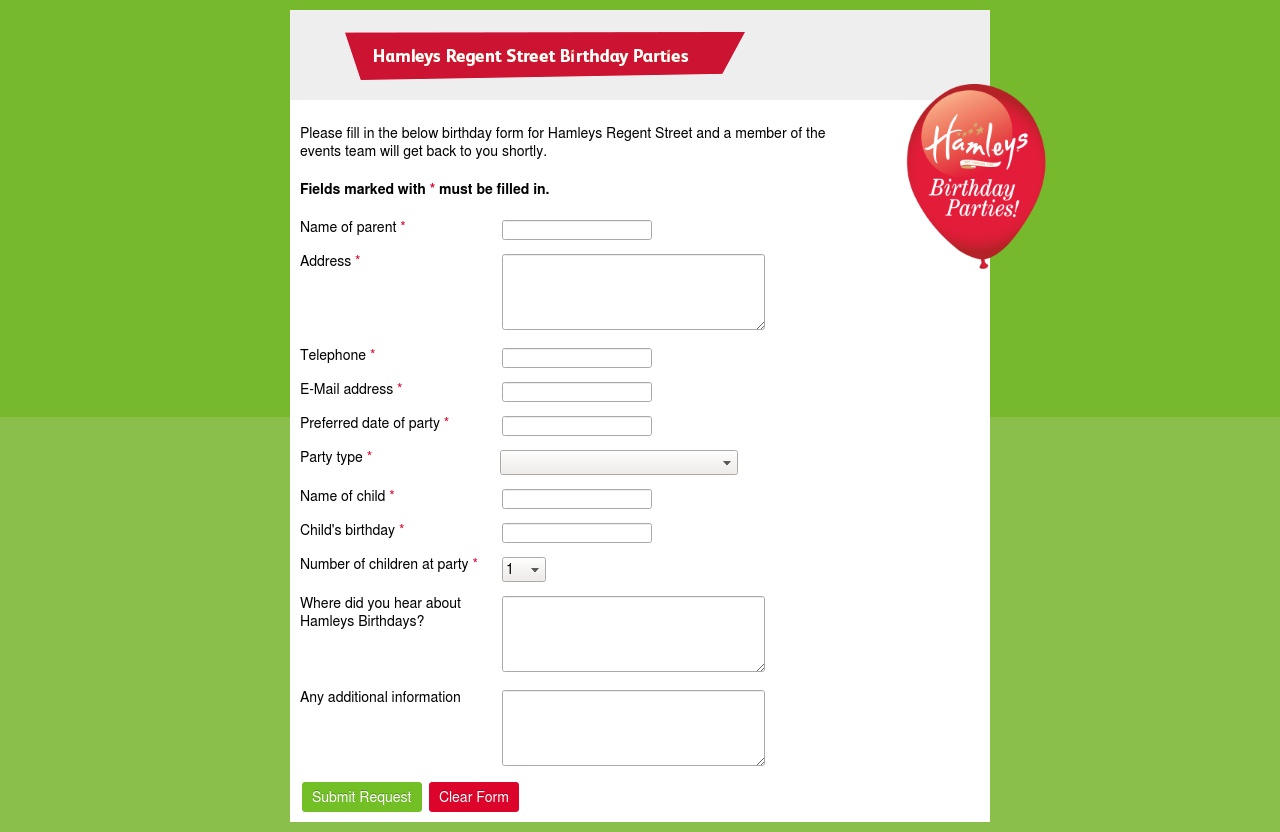 Hamleys Regent Street Birthday Parties
Please fill in the below birthday form for Hamleys Regent Street and a member of the
events team will get back to you shortly.
Hamleys
Birthday
Parties!
Fields marked with * must be filled in.
Name of parent *
Address *
Telephone *
E-Mail address *
Preferred date of party *
Party type *
Name of child *
Child's birthday *
Number of children at party *
1
Where did you hear about
Hamleys Birthdays?
Any additional information
Submit Request
Clear Form